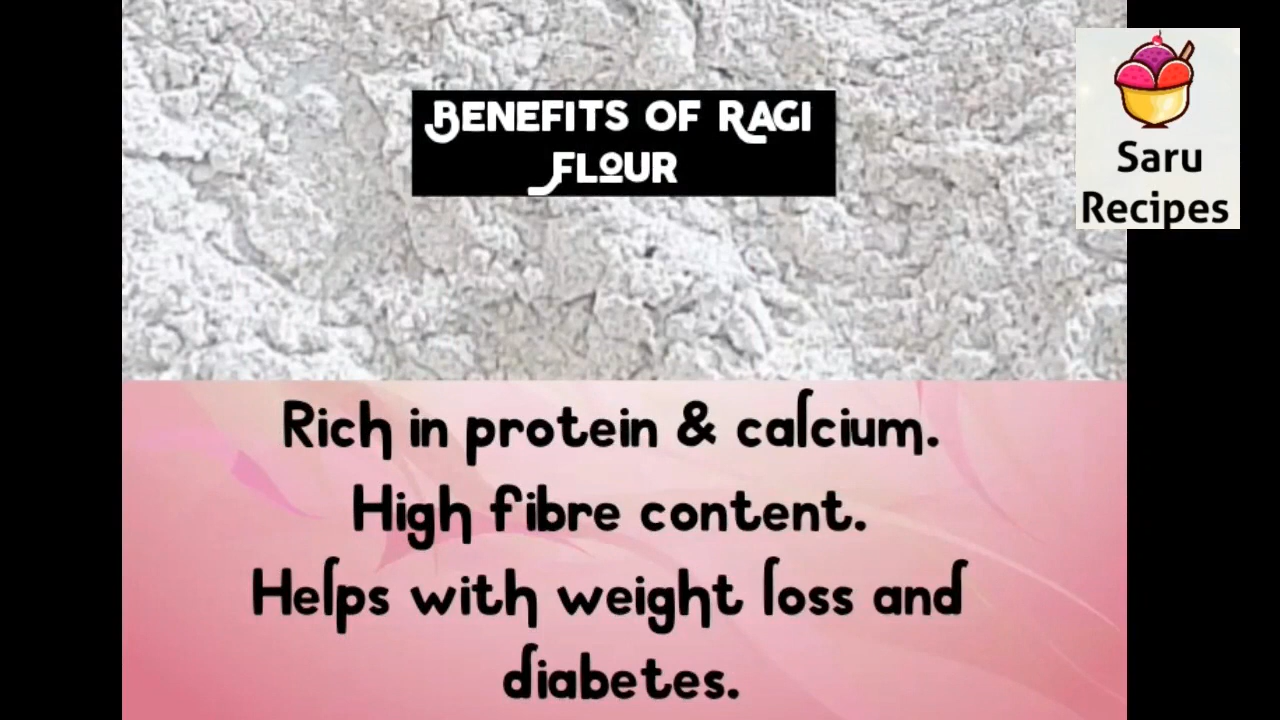 Benefits of Ragi
Flour
Saru
Recipes
Rich in protein & calcium.
High fibre content.
Helps with weight loss and
diabetes.